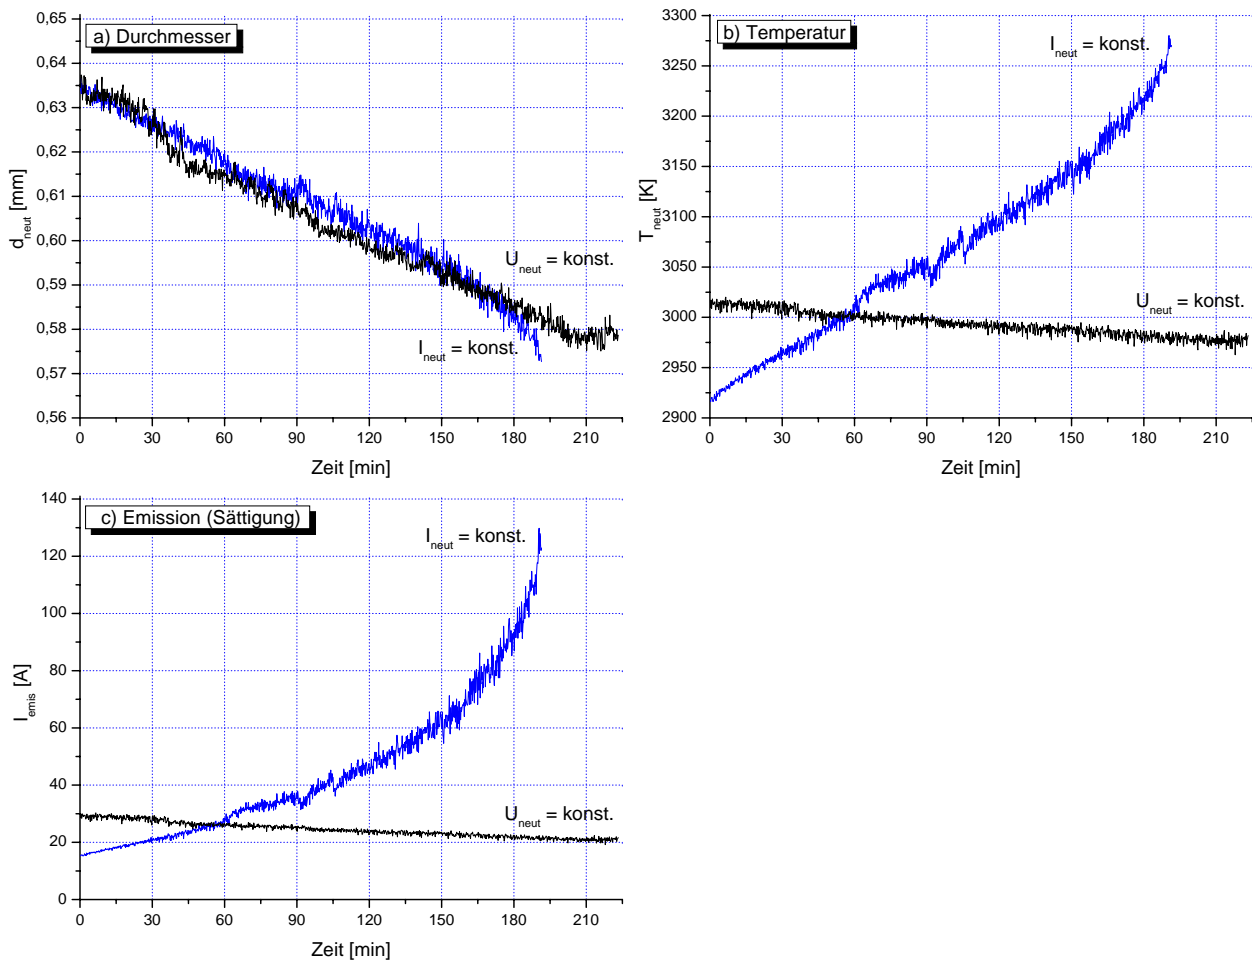 a) Durchmesser
0,65
0,64
0,63
0,62
0,61
0,60
0,59
0,58
0,57
0,56
d_neut [mm]
U_neut = konst.
I_neut = konst.
0 30 60 90 120 150 180 210
Zeit [min]
b) Temperatur
3300
3250
3200
3150
3100
3050
3000
2950
2900
T_neut [K]
I_neut = konst.
U_neut = konst.
0 30 60 90 120 150 180 210
Zeit [min]
c) Emission (Sättigung)
140
120
100
80
60
40
20
0
I_emis [A]
I_neut = konst.
U_neut = konst.
0 30 60 90 120 150 180 210
Zeit [min]